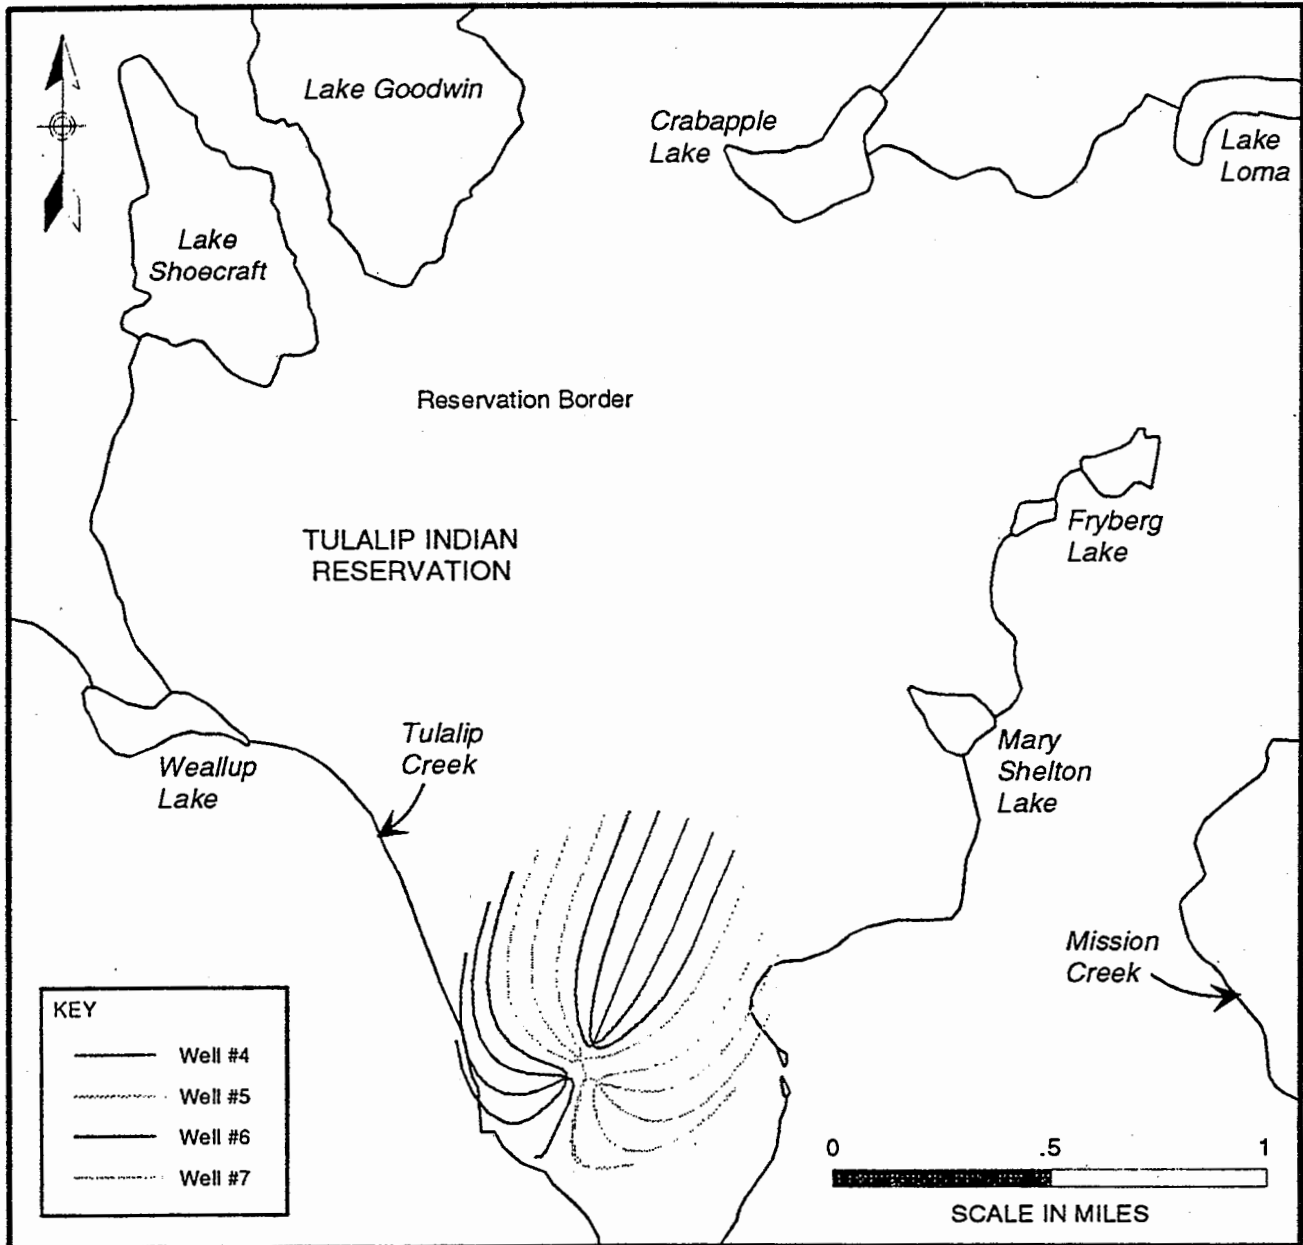 Lake Goodwin
Crabapple
Lake
Lake
Loma
Lake
Shoecraft
Reservation Border
TULALIP INDIAN
RESERVATION
Fryberg
Lake
Tulalip
Creek
Mary
Shelton
Lake
Weallup
Lake
Mission
Creek
KEY
Well #4
Well #5
Well #6
Well #7
0 .5 1
SCALE IN MILES